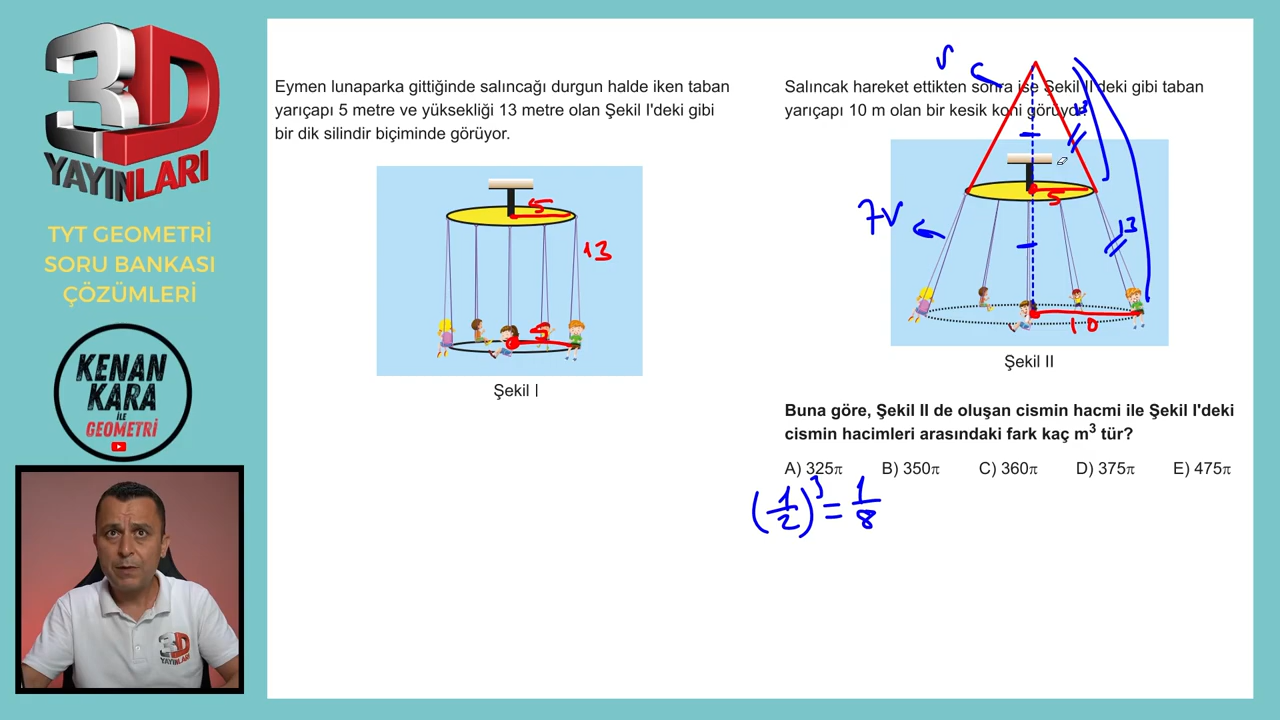 3D
YAYINLARI
TYT GEOMETRİ
SORU BANKASI
ÇÖZÜMLERİ
KENAN
KARA
İLE
GEOMETRİ
3D
YAYINLARI
Eymen lunaparka gittiğinde salıncağı durgun halde iken taban
yarıçapı 5 metre ve yüksekliği 13 metre olan Şekil I'deki gibi
bir dik silindir biçiminde görüyor.
5
13
5
Şekil I
Salıncak hareket ettikten sonra ise Şekil II'deki gibi taban
yarıçapı 10 m olan bir kesik koni görüyor.
V
13
5
7V
13
10
Şekil II
Buna göre, Şekil II de oluşan cismin hacmi ile Şekil I'deki
cismin hacimleri arasındaki fark kaç m³ tür?
A) 325π B) 350π C) 360π D) 375π E) 475π
(1/2)³ = 1/8